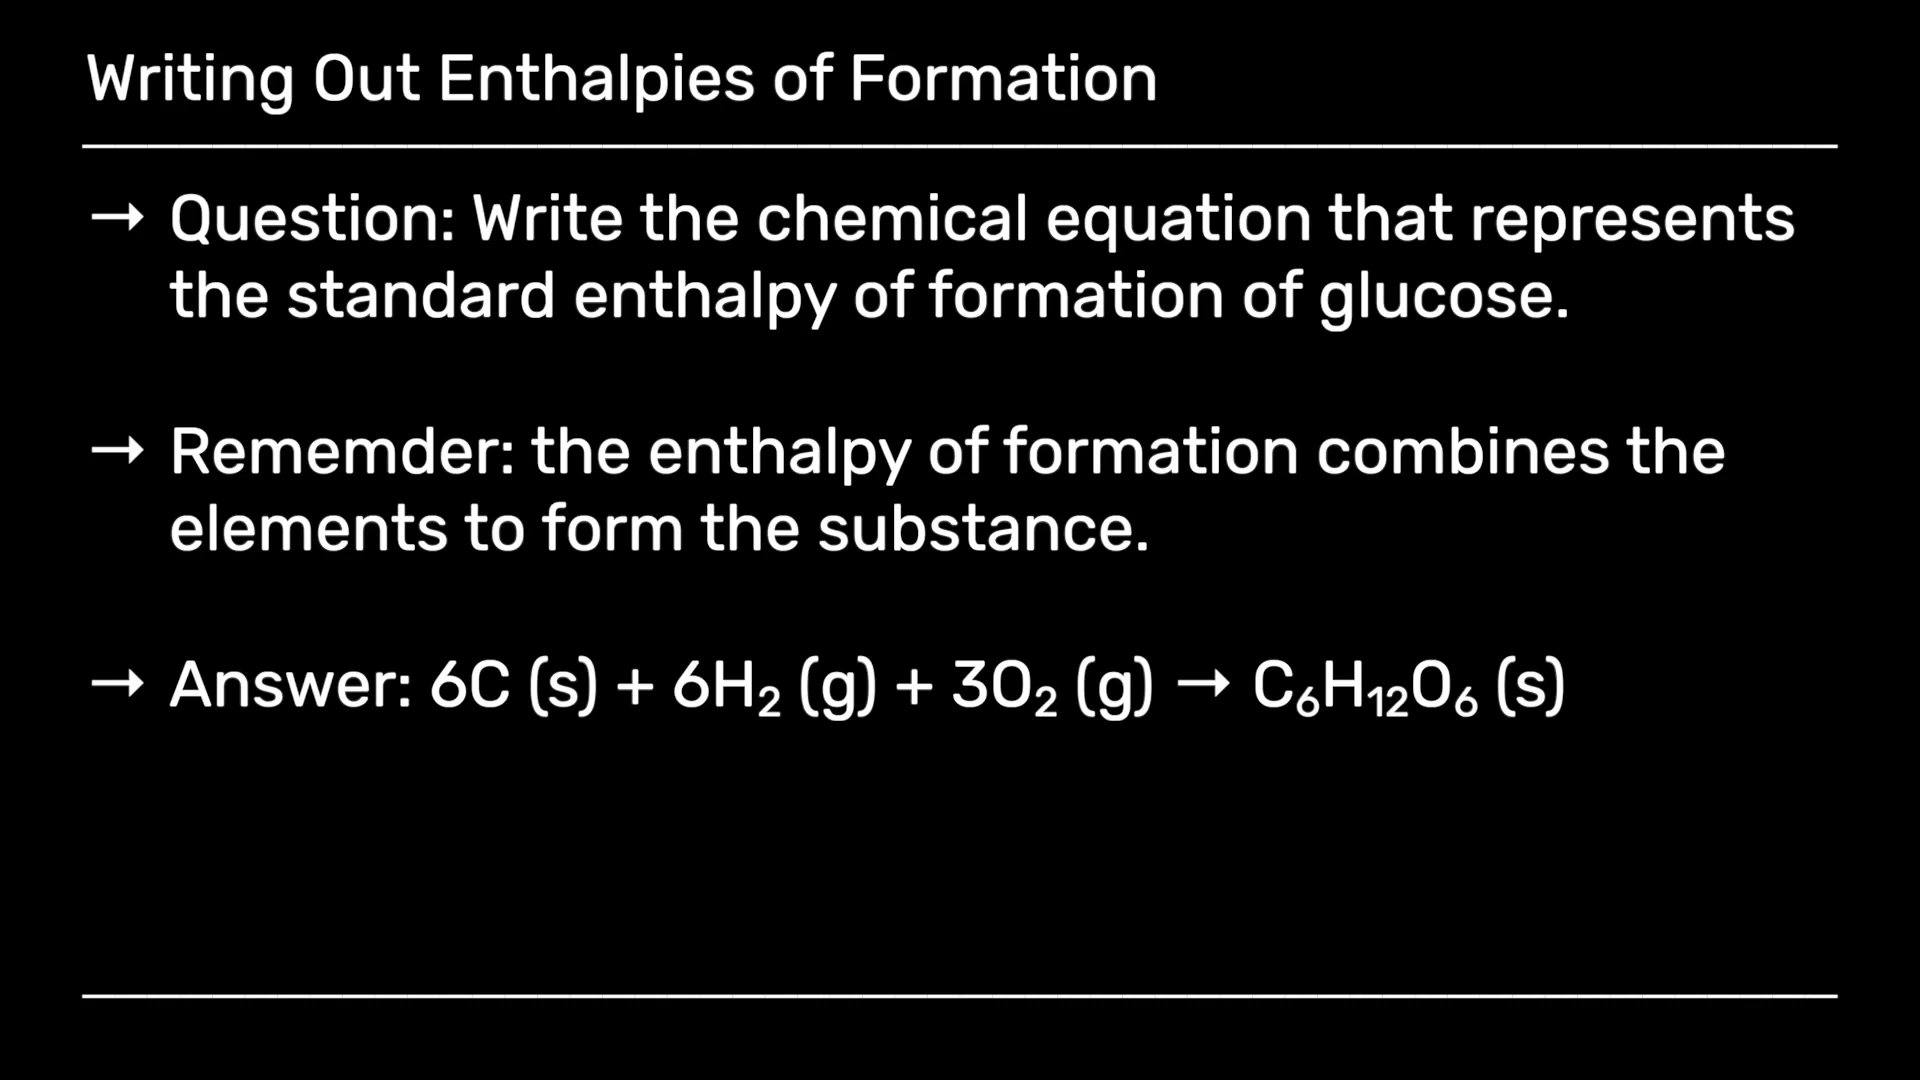 Writing Out Enthalpies of Formation
→ Question: Write the chemical equation that represents
the standard enthalpy of formation of glucose.
→ Rememder: the enthalpy of formation combines the
elements to form the substance.
→ Answer: 6C (s) + 6H₂ (g) + 3O₂ (g) → C₆H₁₂O₆ (s)